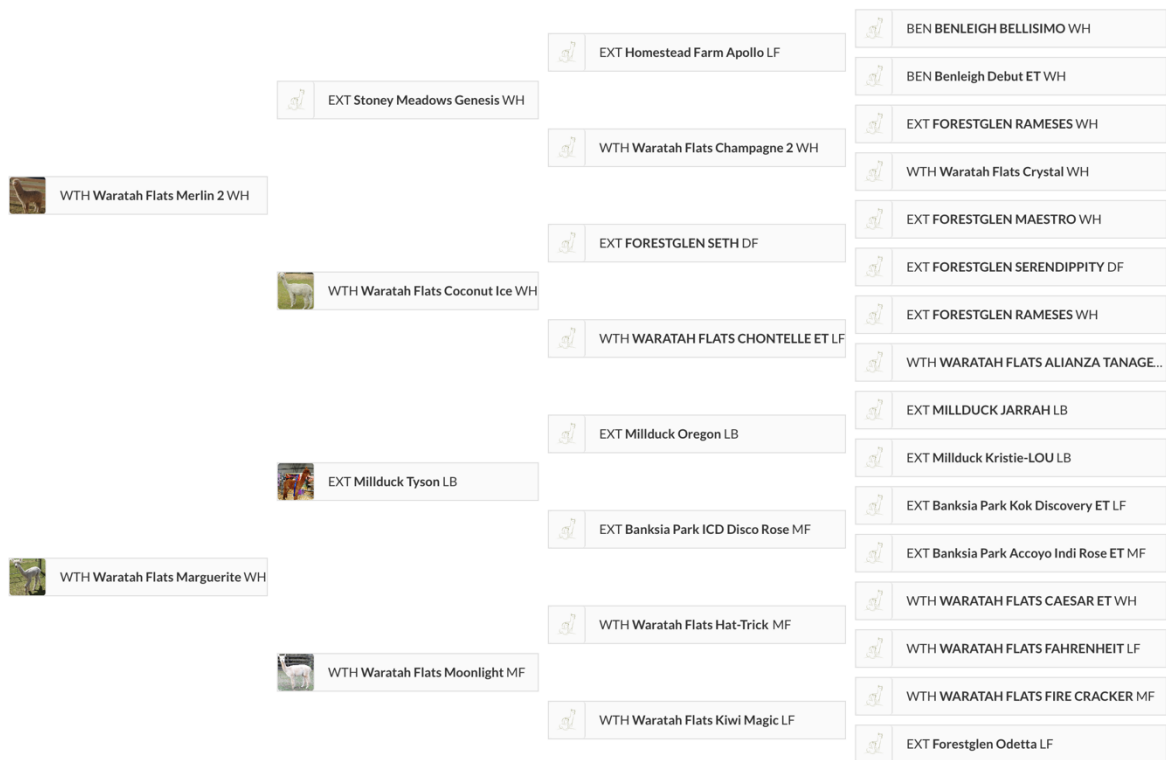 WTH Waratah Flats Merlin 2 WH
WTH Waratah Flats Marguerite WH
EXT Stoney Meadows Genesis WH
WTH Waratah Flats Coconut Ice WH
EXT Millduck Tyson LB
WTH Waratah Flats Moonlight MF
EXT Homestead Farm Apollo LF
WTH Waratah Flats Champagne 2 WH
EXT FORESTGLEN SETH DF
WTH WARATAH FLATS CHONTELLE ET LF
EXT Millduck Oregon LB
EXT Banksia Park ICD Disco Rose MF
WTH Waratah Flats Hat-Trick MF
WTH Waratah Flats Kiwi Magic LF
BEN BENLEIGH BELLISIMO WH
BEN Benleigh Debut ET WH
EXT FORESTGLEN RAMESES WH
WTH Waratah Flats Crystal WH
EXT FORESTGLEN MAESTRO WH
EXT FORESTGLEN SERENDIPPITY DF
EXT FORESTGLEN RAMESES WH
WTH WARATAH FLATS ALIANZA TANAGE...
EXT MILLDUCK JARRAH LB
EXT Millduck Kristie-LOU LB
EXT Banksia Park Kok Discovery ET LF
EXT Banksia Park Accoyo Indi Rose ET MF
WTH WARATAH FLATS CAESAR ET WH
WTH WARATAH FLATS FAHRENHEIT LF
WTH WARATAH FLATS FIRE CRACKER MF
EXT Forestglen Odetta LF